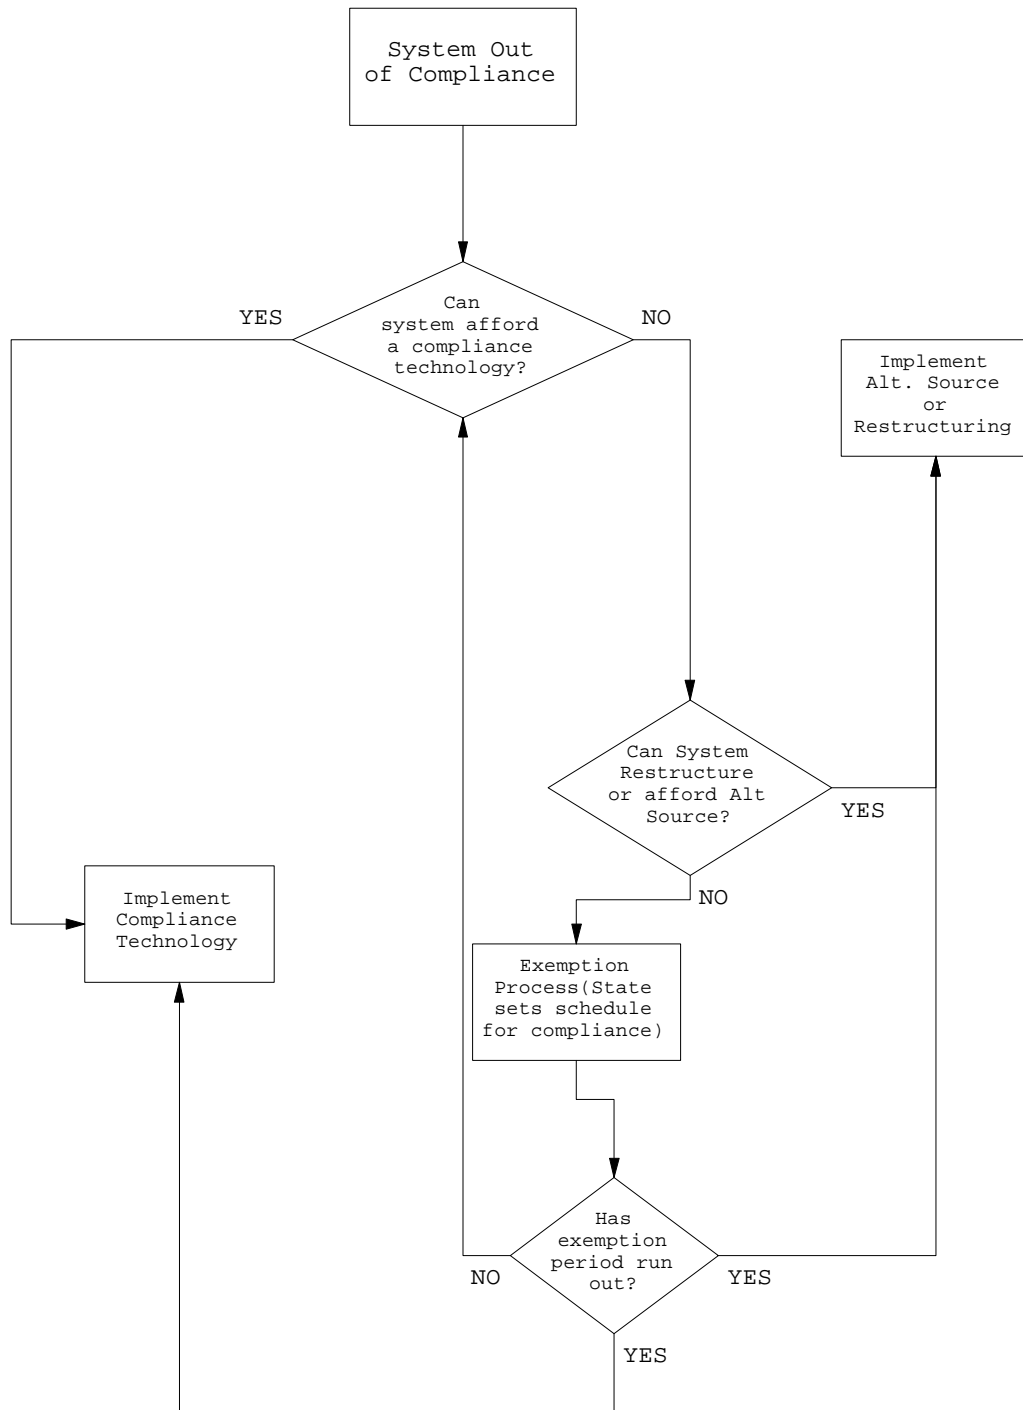 System Out
of Compliance
Can
system afford
a compliance
technology?
YES
NO
Implement
Alt. Source
or
Restructuring
Can System
Restructure
or afford Alt
Source?
YES
NO
Implement
Compliance
Technology
Exemption
Process(State
sets schedule
for compliance)
Has
exemption
period run
out?
NO
YES
YES